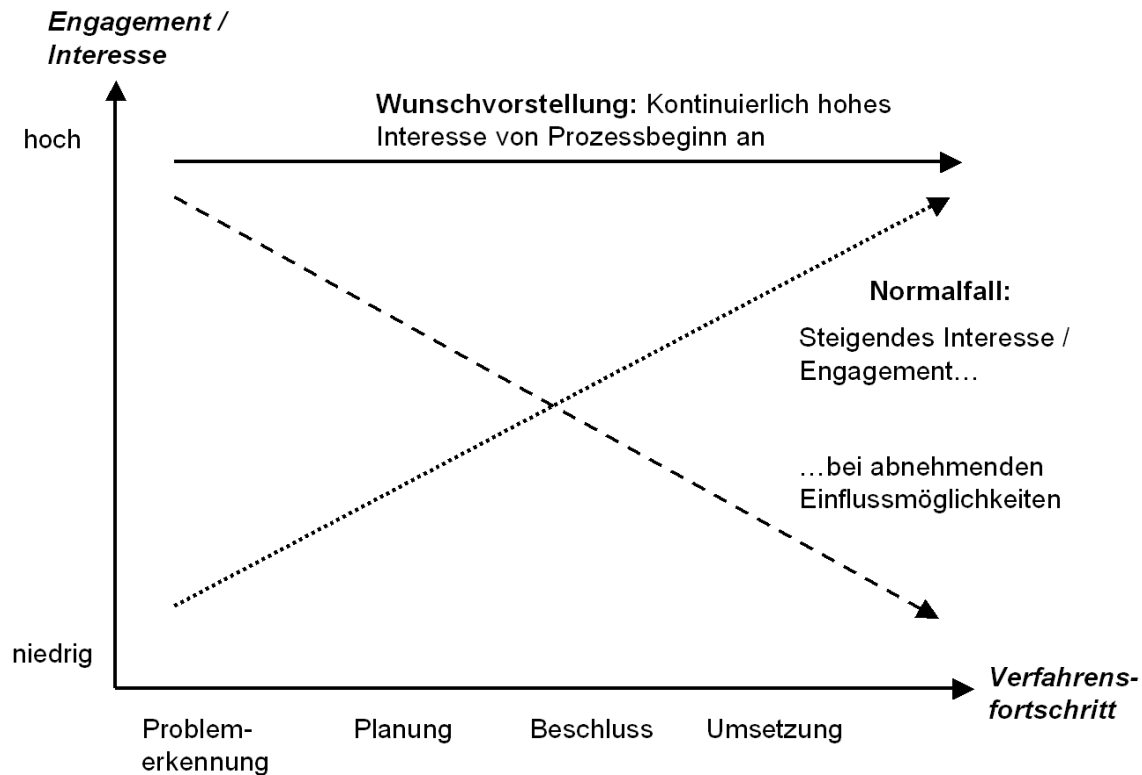 Engagement /
Interesse
hoch
Wunschvorstellung: Kontinuierlich hohes
Interesse von Prozessbeginn an
Normalfall:
Steigendes Interesse /
Engagement…
…bei abnehmenden
Einflussmöglichkeiten
niedrig
Verfahrens-
fortschritt
Problem-
erkennung
Planung
Beschluss
Umsetzung